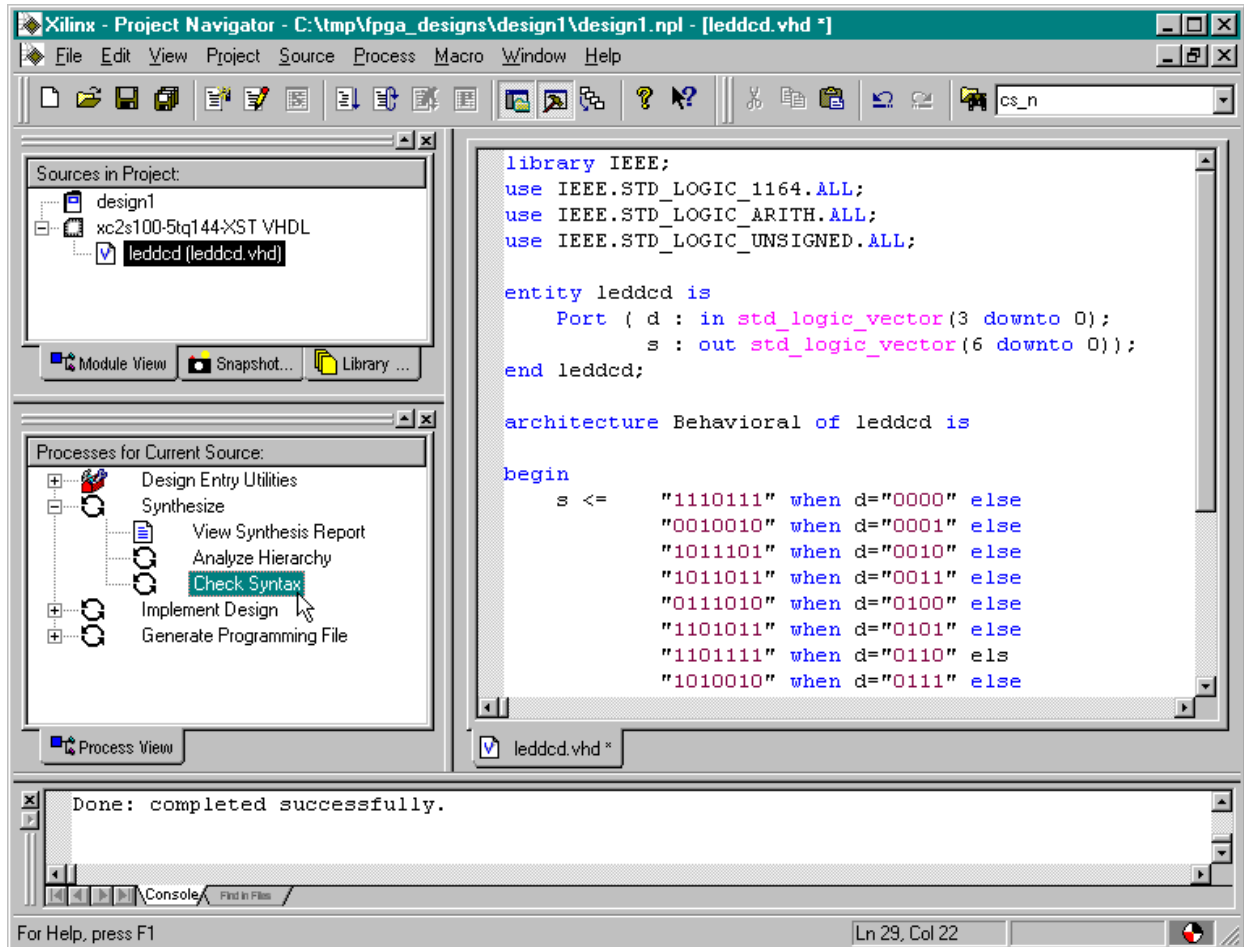 Xilinx - Project Navigator - C:\tmp\fpga_designs\design1\design1.npl - [leddcd.vhd *]
File Edit View Project Source Process Macro Window Help
cs_n
Sources in Project:
design1
xc2s100-5tq144-XST VHDL
leddcd (leddcd.vhd)
Module View Snapshot... Library ...
Processes for Current Source:
Design Entry Utilities
Synthesize
View Synthesis Report
Analyze Hierarchy
Check Syntax
Implement Design
Generate Programming File
Process View
library IEEE;
use IEEE.STD_LOGIC_1164.ALL;
use IEEE.STD_LOGIC_ARITH.ALL;
use IEEE.STD_LOGIC_UNSIGNED.ALL;
entity leddcd is
Port ( d : in std_logic_vector(3 downto 0);
s : out std_logic_vector(6 downto 0));
end leddcd;
architecture Behavioral of leddcd is
begin
s <= "1110111" when d="0000" else
"0010010" when d="0001" else
"1011101" when d="0010" else
"1011011" when d="0011" else
"0111010" when d="0100" else
"1101011" when d="0101" else
"1101111" when d="0110" els
"1010010" when d="0111" else
leddcd.vhd *
Done: completed successfully.
Console Find in Files
For Help, press F1 Ln 29, Col 22